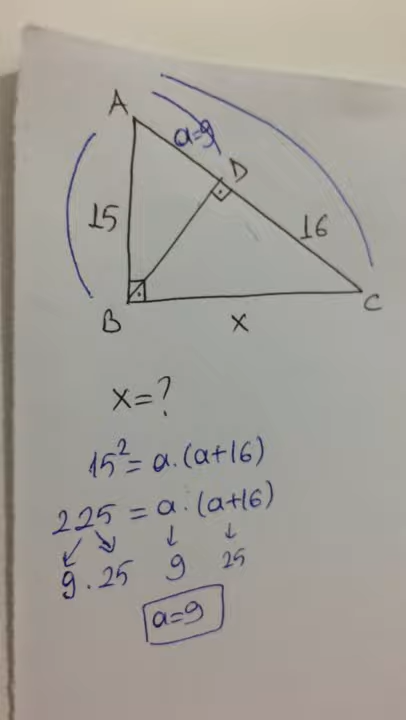 A
a=9
D
15
16
B
x
C
x=?
15²=a.(a+16)
225=a.(a+16)
↙ ↘ ↓ ↓
9.25 9 25
a=9